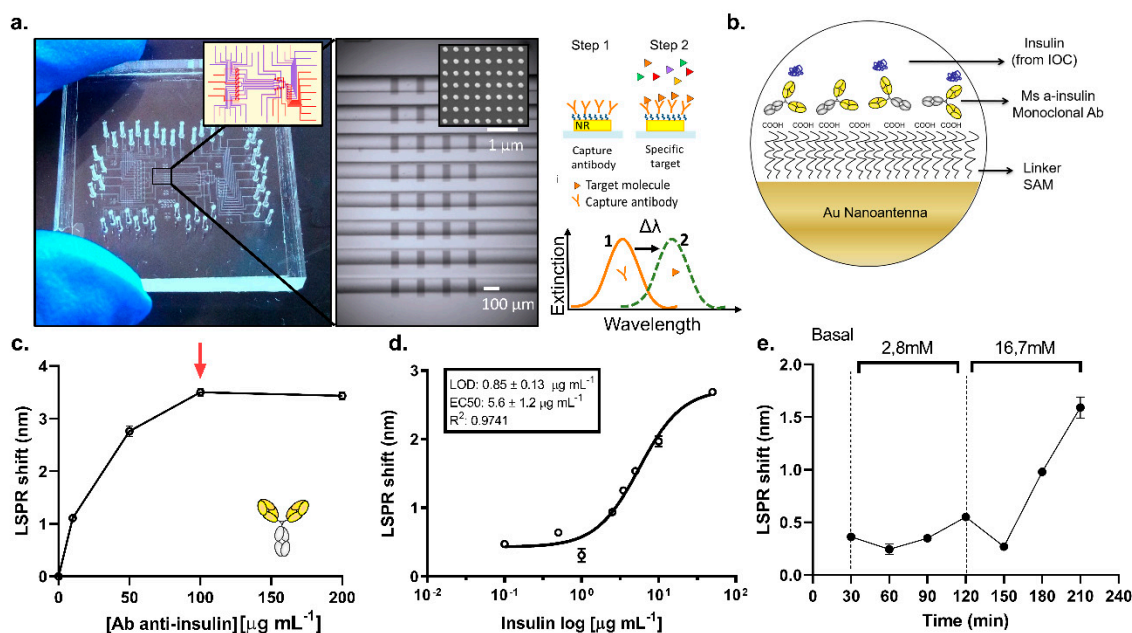 a.
1 μm
100 μm
Step 1
Step 2
NR
Capture
antibody
Specific
target
i
Target molecule
Capture antibody
Δλ
1
2
Extinction
Wavelength
b.
Insulin
(from IOC)
Ms a-insulin
Monoclonal Ab
COOH COOH COOH COOH COOH COOH
Linker
SAM
Au Nanoantenna
c.
LSPR shift (nm)
4
3
2
1
0
0 50 100 150 200
[Ab anti-insulin][μg mL⁻¹]
d.
LOD: 0.85 ± 0.13 μg mL⁻¹
EC50: 5.6 ± 1.2 μg mL⁻¹
R²: 0.9741
LSPR shift (nm)
3
2
1
0
10⁻² 10⁻¹ 10⁰ 10¹ 10²
Insulin log [μg mL⁻¹]
e.
Basal
2,8mM
16,7mM
LSPR shift (nm)
2.0
1.5
1.0
0.5
0.0
0 30 60 90 120 150 180 210 240
Time (min)